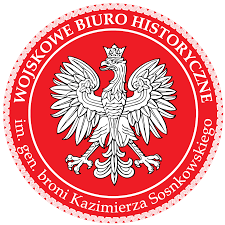 WOJSKOWE BIURO HISTORYCZNE
im. gen. broni Kazimierza Sosnkowskiego